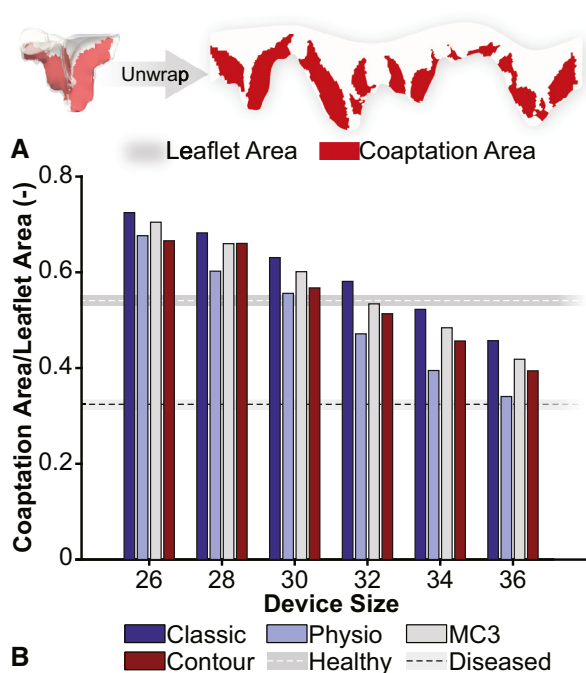 Unwrap
A
Leaflet Area Coaptation Area
Coaptation Area/Leaflet Area (-)
0.8
0.6
0.4
0.2
0
26 28 30 32 34 36
Device Size
Classic Physio MC3
B Contour Healthy Diseased